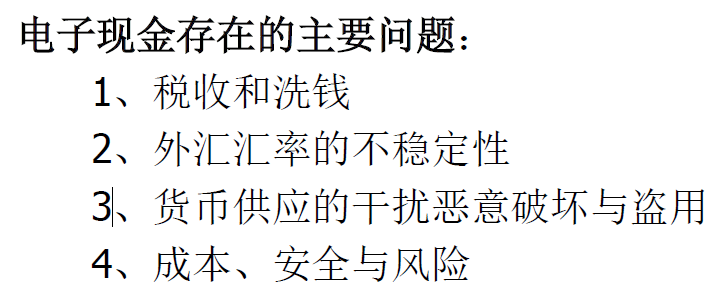 电子现金存在的主要问题：
1、税收和洗钱
2、外汇汇率的不稳定性
3、货币供应的干扰恶意破坏与盗用
4、成本、安全与风险